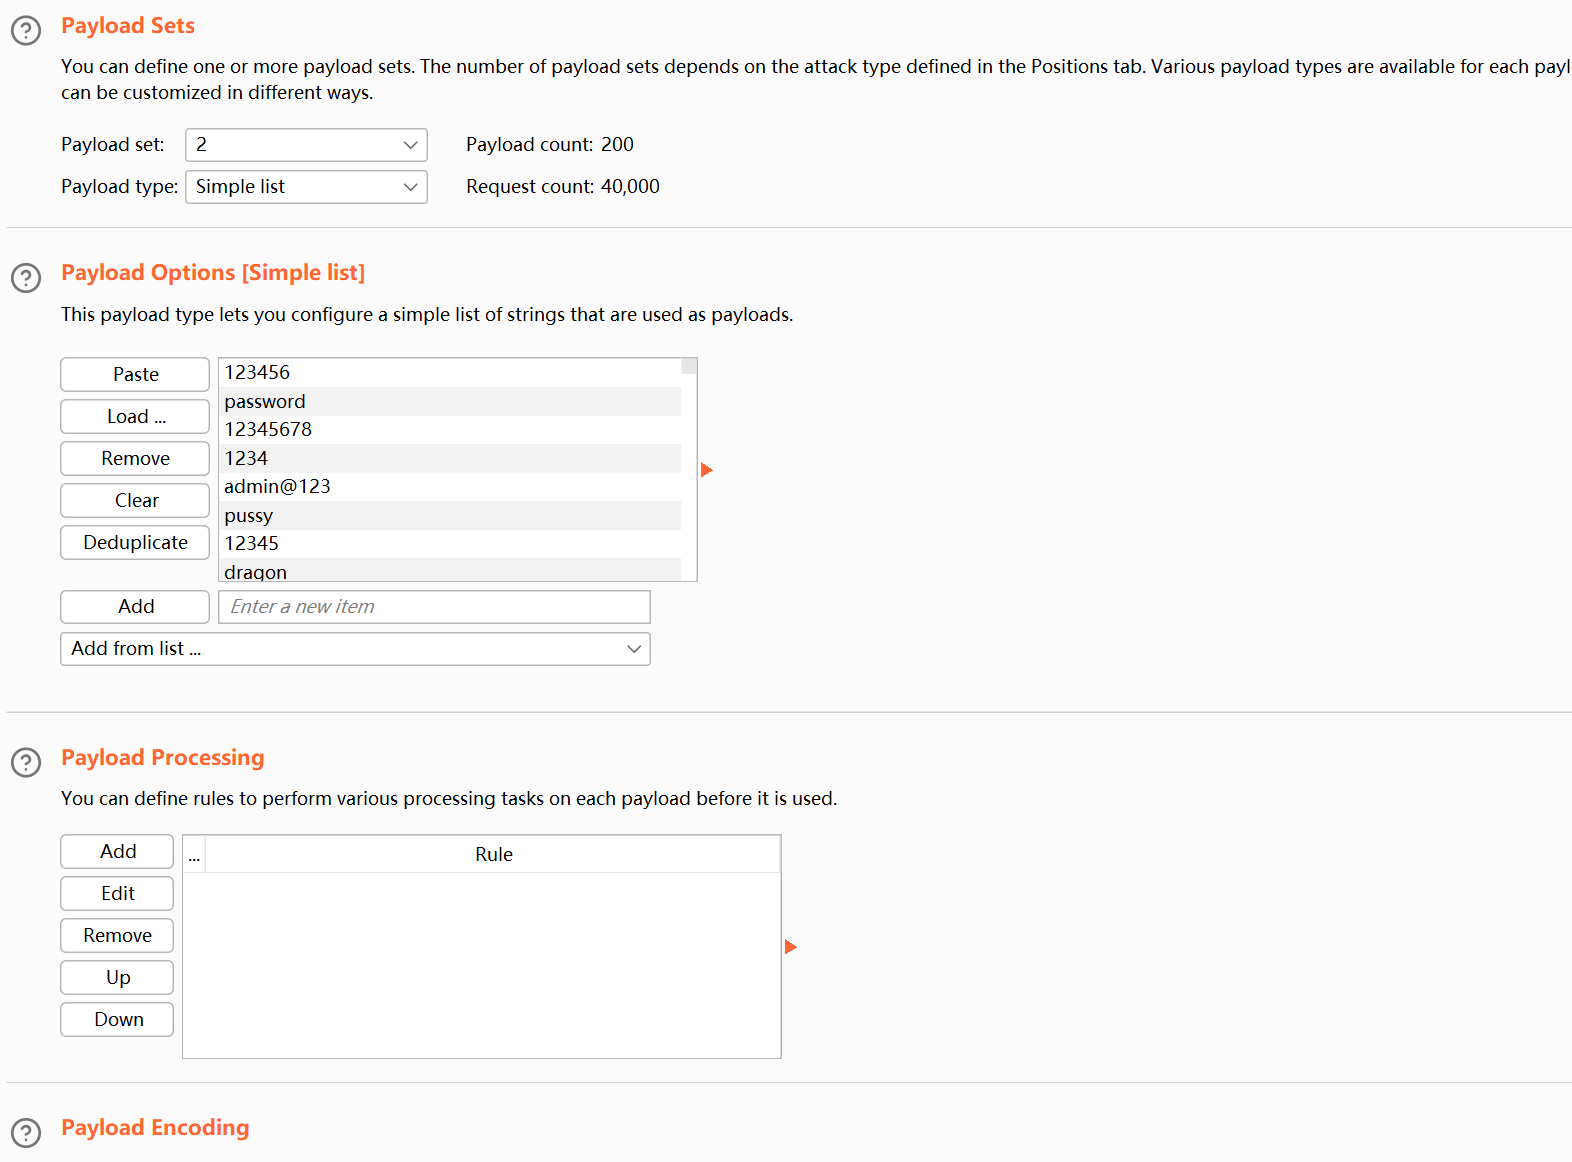 Payload Sets
You can define one or more payload sets. The number of payload sets depends on the attack type defined in the Positions tab. Various payload types are available for each payl
can be customized in different ways.
Payload set: 2 Payload count: 200
Payload type: Simple list Request count: 40,000
Payload Options [Simple list]
This payload type lets you configure a simple list of strings that are used as payloads.
Paste
Load ...
Remove
Clear
Deduplicate
123456
password
12345678
1234
admin@123
pussy
12345
dragon
Add
Enter a new item
Add from list ...
Payload Processing
You can define rules to perform various processing tasks on each payload before it is used.
Add
Edit
Remove
Up
Down
... Rule
Payload Encoding